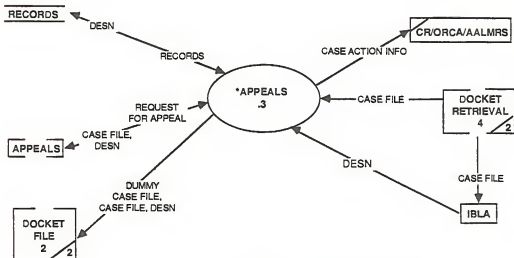 RECORDS
DESN
RECORDS
CASE ACTION INFO
CR/ORCA/AALMRS
*APPEALS
.3
REQUEST
FOR APPEAL
CASE FILE,
DESN
APPEALS
CASE FILE
DOCKET
RETRIEVAL
4
2
DESN
CASE FILE
IBLA
DUMMY
CASE FILE,
CASE FILE, DESN
DOCKET
FILE
2
2